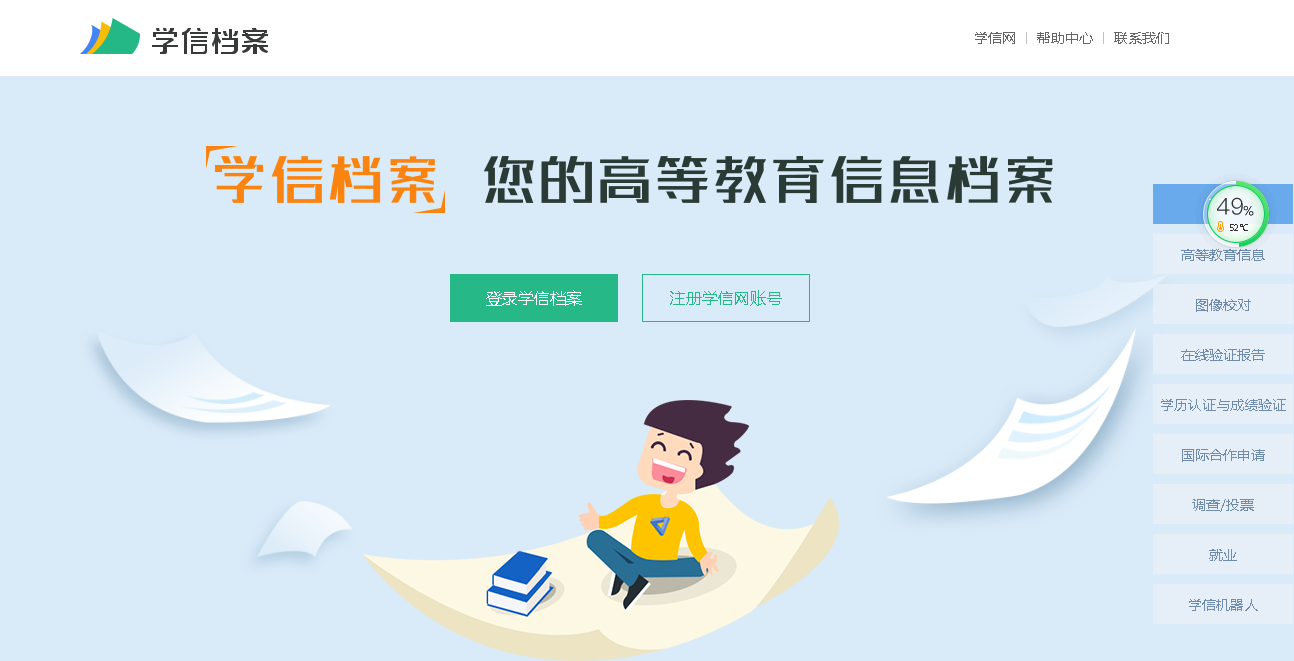 学信档案
学信网 | 帮助中心 | 联系我们
学信档案 您的高等教育信息档案
登录学信档案 注册学信网账号
49%
52℃
高等教育信息
图像校对
在线验证报告
学历认证与成绩验证
国际合作申请
调查/投票
就业
学信机器人